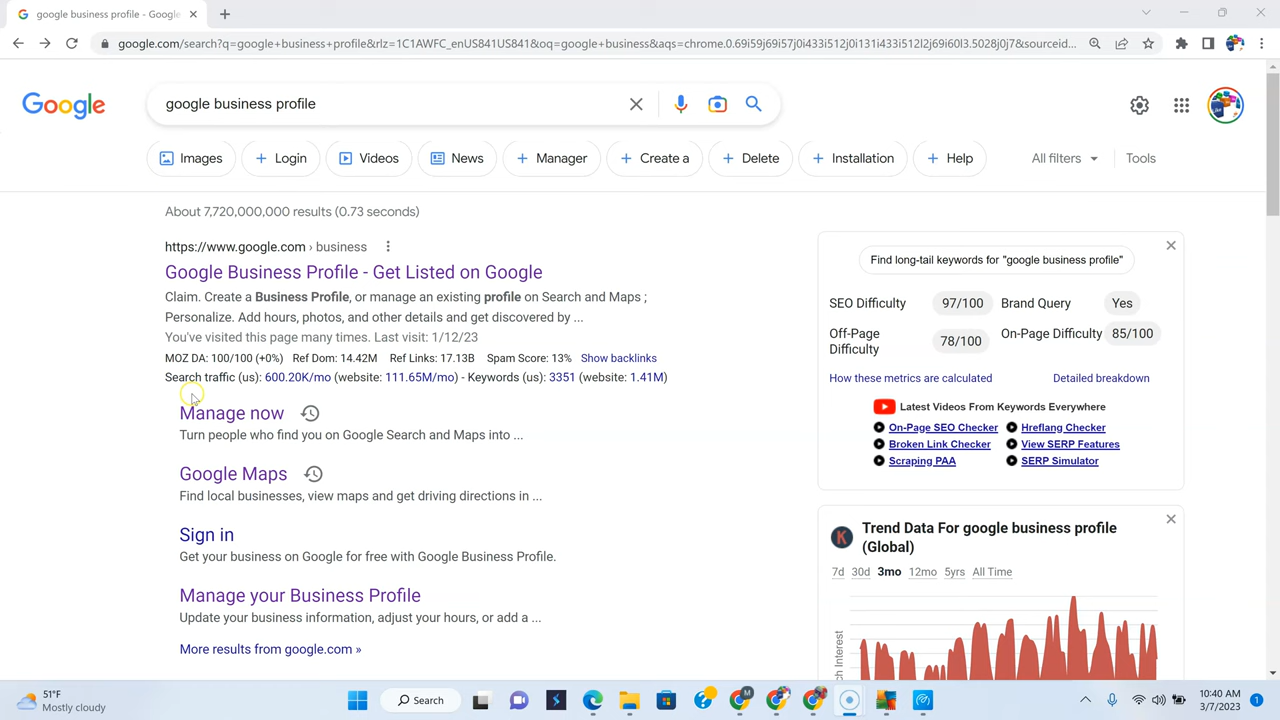 google business profile - Google
google.com/search?q=google+business+profile&rlz=1C1AWFC_enUS841US841&oq=google+business&aqs=chrome.0.69i59j69i57j0i433i512j0i131i433i512l2j69i60l3.5028j0j7&sourceid...
Google
google business profile
Images
Login
Videos
News
Manager
Create a
Delete
Installation
Help
All filters
Tools
About 7,720,000,000 results (0.73 seconds)
https://www.google.com › business
Google Business Profile - Get Listed on Google
Claim. Create a Business Profile, or manage an existing profile on Search and Maps ;
Personalize. Add hours, photos, and other details and get discovered by ...
You've visited this page many times. Last visit: 1/12/23
MOZ DA: 100/100 (+0%) Ref Dom: 14.42M Ref Links: 17.13B Spam Score: 13% Show backlinks
Search traffic (us): 600.20K/mo (website: 111.65M/mo) - Keywords (us): 3351 (website: 1.41M)
Manage now
Turn people who find you on Google Search and Maps into ...
Google Maps
Find local businesses, view maps and get driving directions in ...
Sign in
Get your business on Google for free with Google Business Profile.
Manage your Business Profile
Update your business information, adjust your hours, or add a ...
More results from google.com »
Find long-tail keywords for "google business profile"
SEO Difficulty 97/100 Brand Query Yes
Off-Page Difficulty 78/100 On-Page Difficulty 85/100
How these metrics are calculated Detailed breakdown
Latest Videos From Keywords Everywhere
On-Page SEO Checker Hreflang Checker
Broken Link Checker View SERP Features
Scraping PAA SERP Simulator
K
Trend Data For google business profile
(Global)
7d 30d 3mo 12mo 5yrs All Time
Interest
51°F
Mostly cloudy
Search
M
10:40 AM
3/7/2023
1